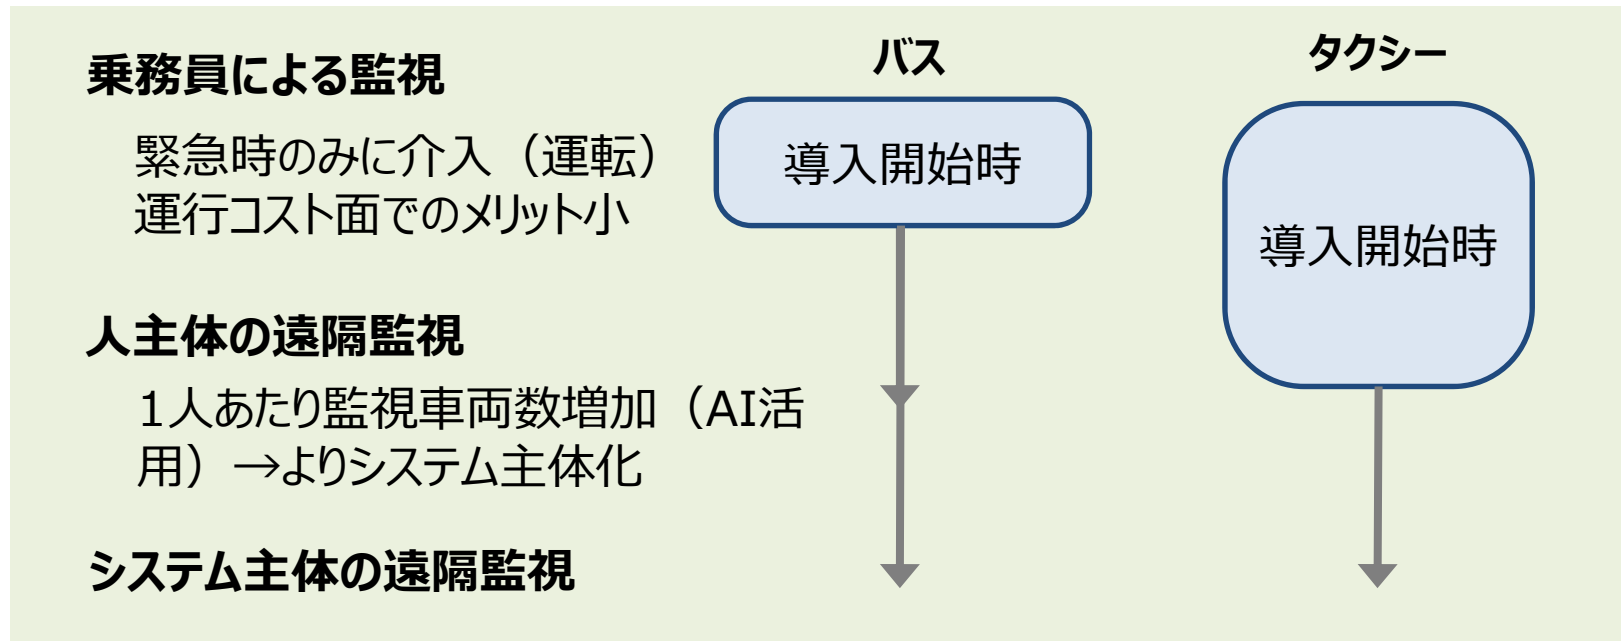 乗務員による監視
緊急時のみに介入（運転）
運行コスト面でのメリット小
人主体の遠隔監視
1人あたり監視車両数増加（AI活
用）→よりシステム主体化
システム主体の遠隔監視
バス
導入開始時
タクシー
導入開始時